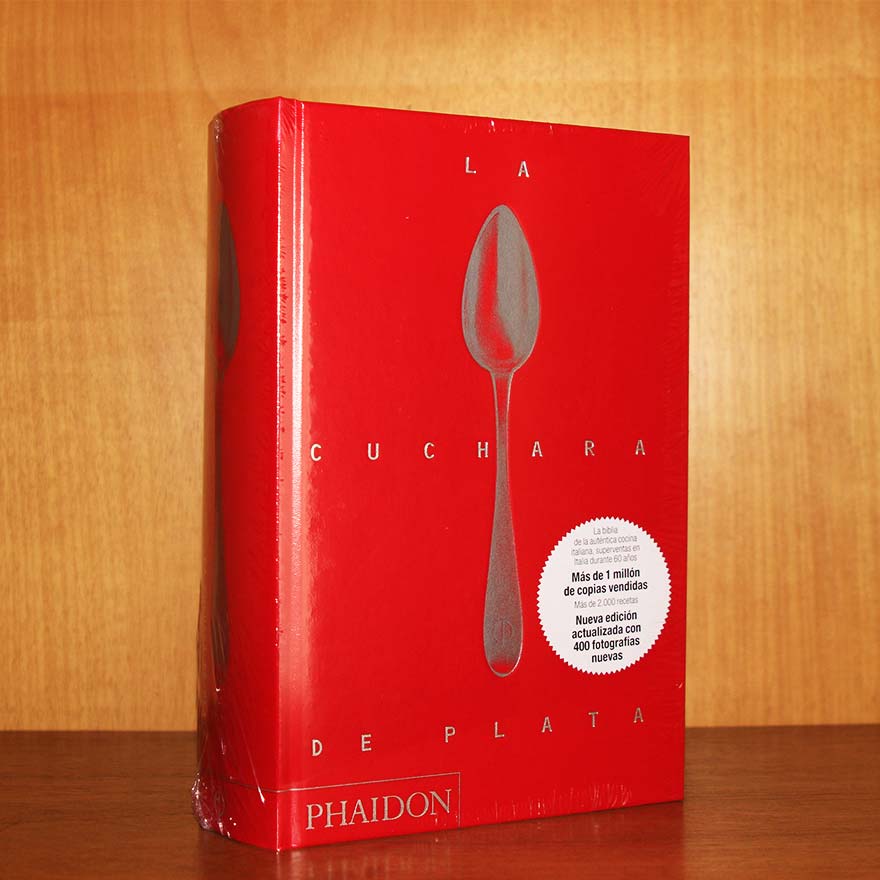 LA
CUCHARA
DE PLATA
La biblia
de la auténtica cocina
italiana, superventas en
Italia durante 60 años
Más de 1 millón
de copias vendidas
Más de 2.000 recetas
Nueva edición
actualizada con
400 fotografías
nuevas
PHAIDON